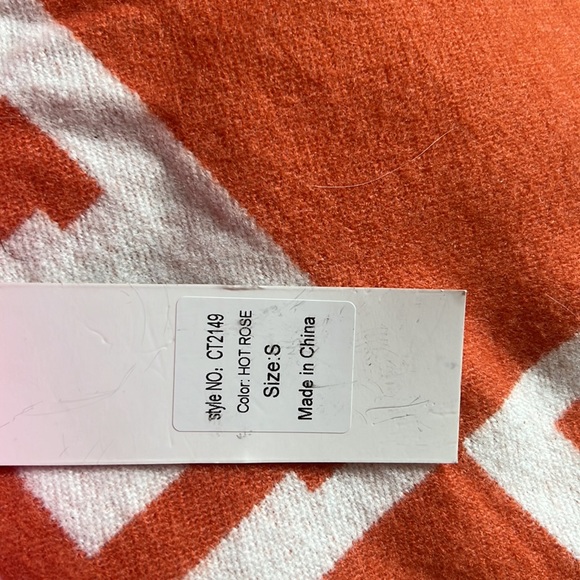 style NO: CT2149
Color: HOT ROSE
Size:S
Made in China